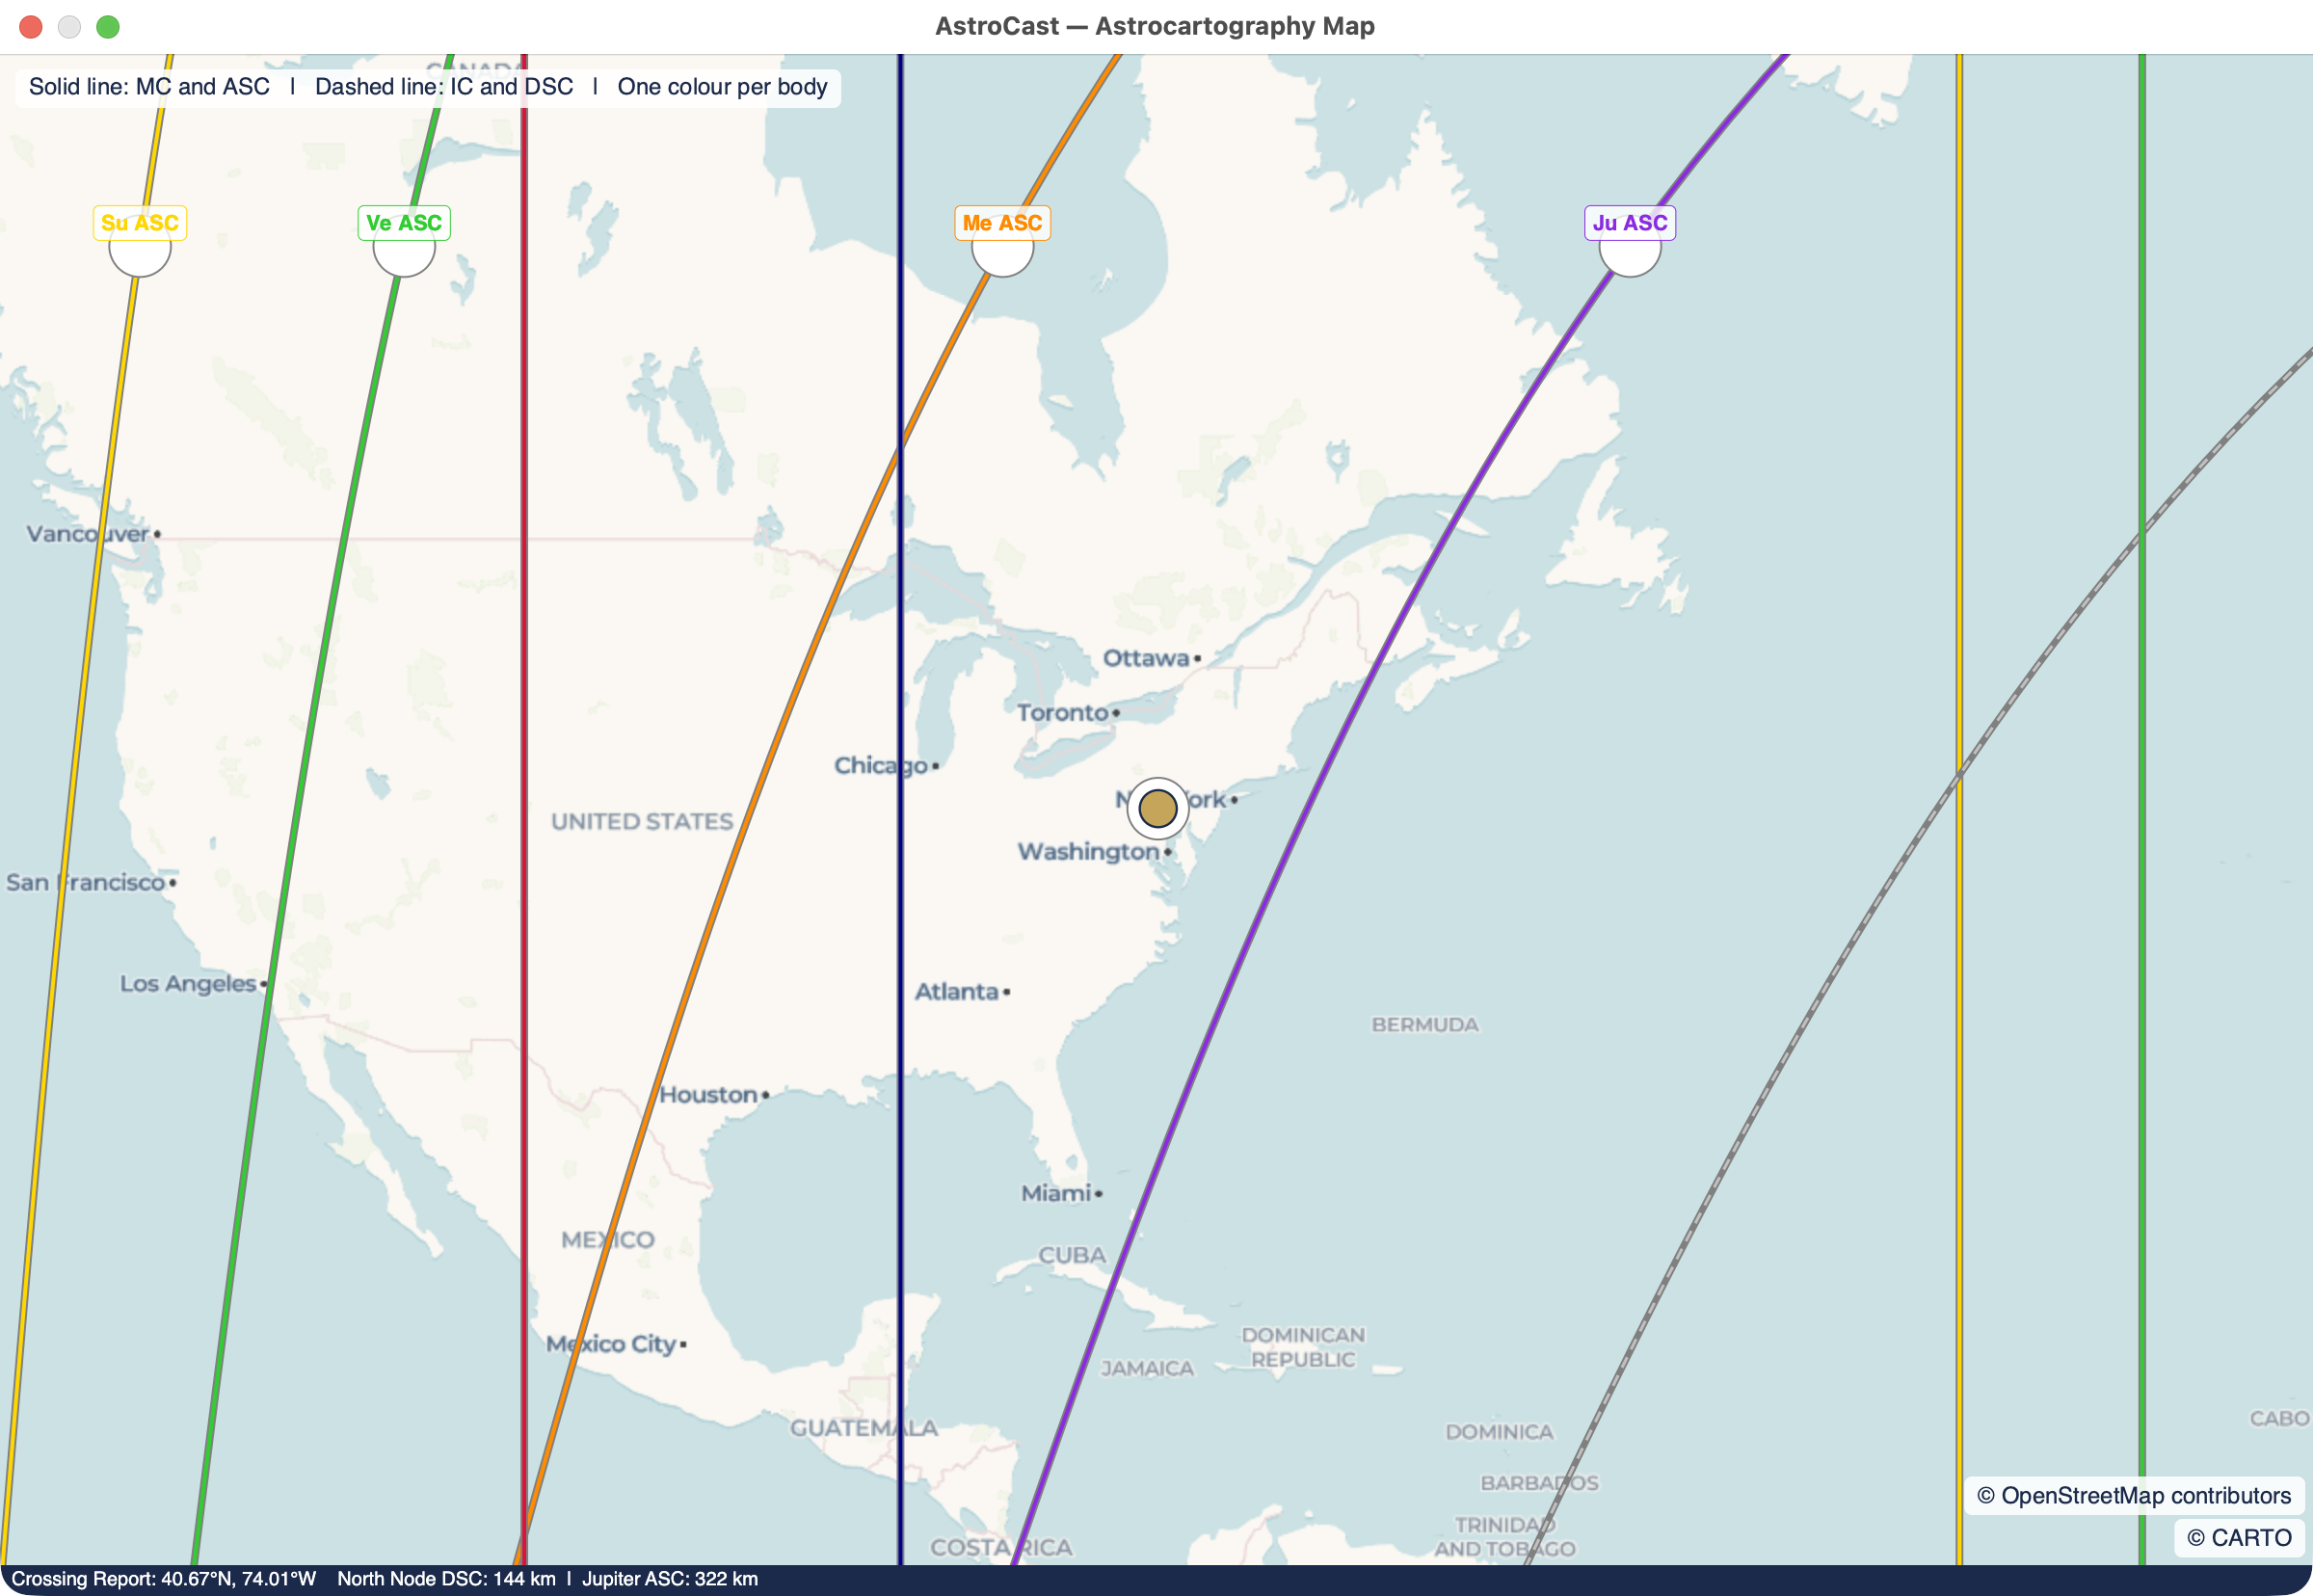 AstroCast — Astrocartography Map
CANADA
Solid line: MC and ASC | Dashed line: IC and DSC | One colour per body
Su ASC
Ve ASC
Me ASC
Ju ASC
Vancouver
Ottawa
Toronto
Chicago
New York
UNITED STATES
Washington
San Francisco
Los Angeles
Atlanta
BERMUDA
Houston
Miami
MEXICO
CUBA
Mexico City
DOMINICAN
REPUBLIC
JAMAICA
GUATEMALA
DOMINICA
CABO
BARBADOS
© OpenStreetMap contributors
TRINIDAD
AND TOBAGO
COSTA RICA
© CARTO
Crossing Report: 40.67°N, 74.01°W North Node DSC: 144 km | Jupiter ASC: 322 km